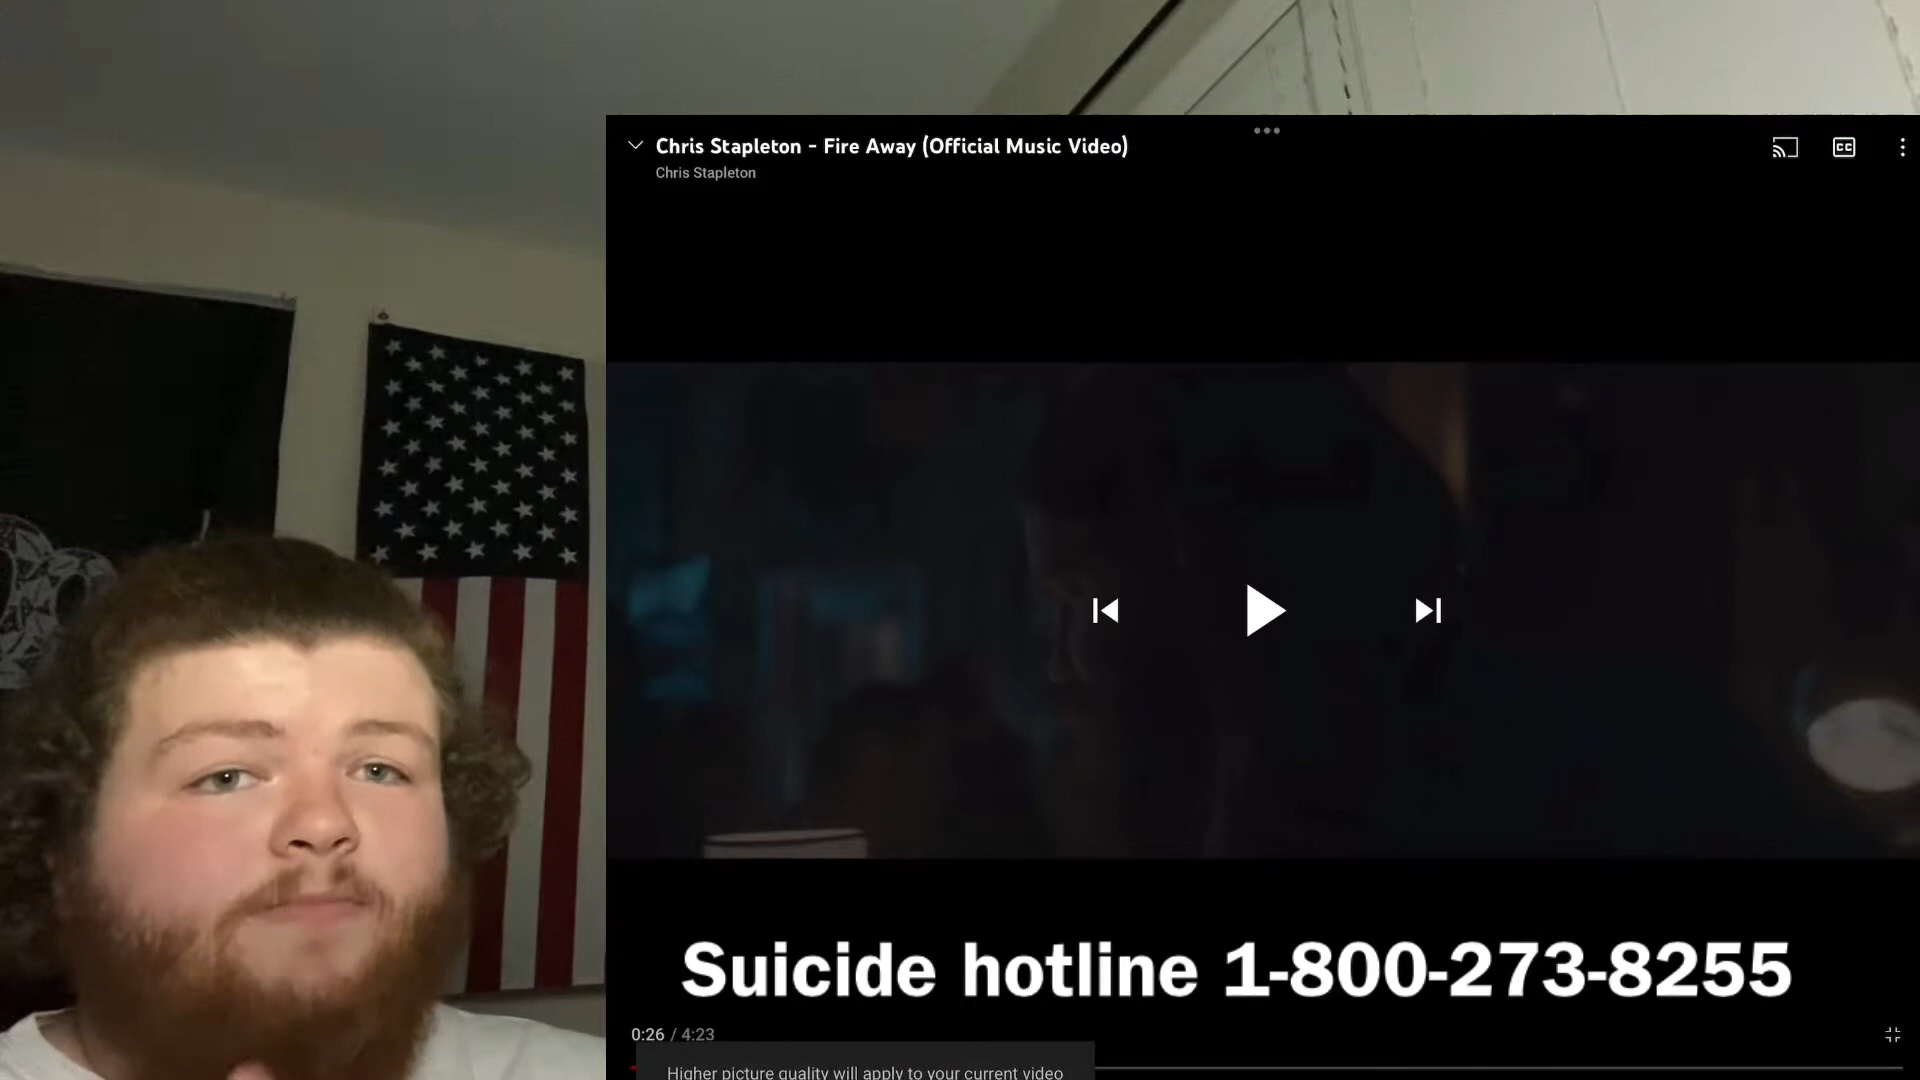 Chris Stapleton - Fire Away (Official Music Video)
Chris Stapleton
CC
Suicide hotline 1-800-273-8255
0:26 / 4:23
Higher picture quality will apply to your current video